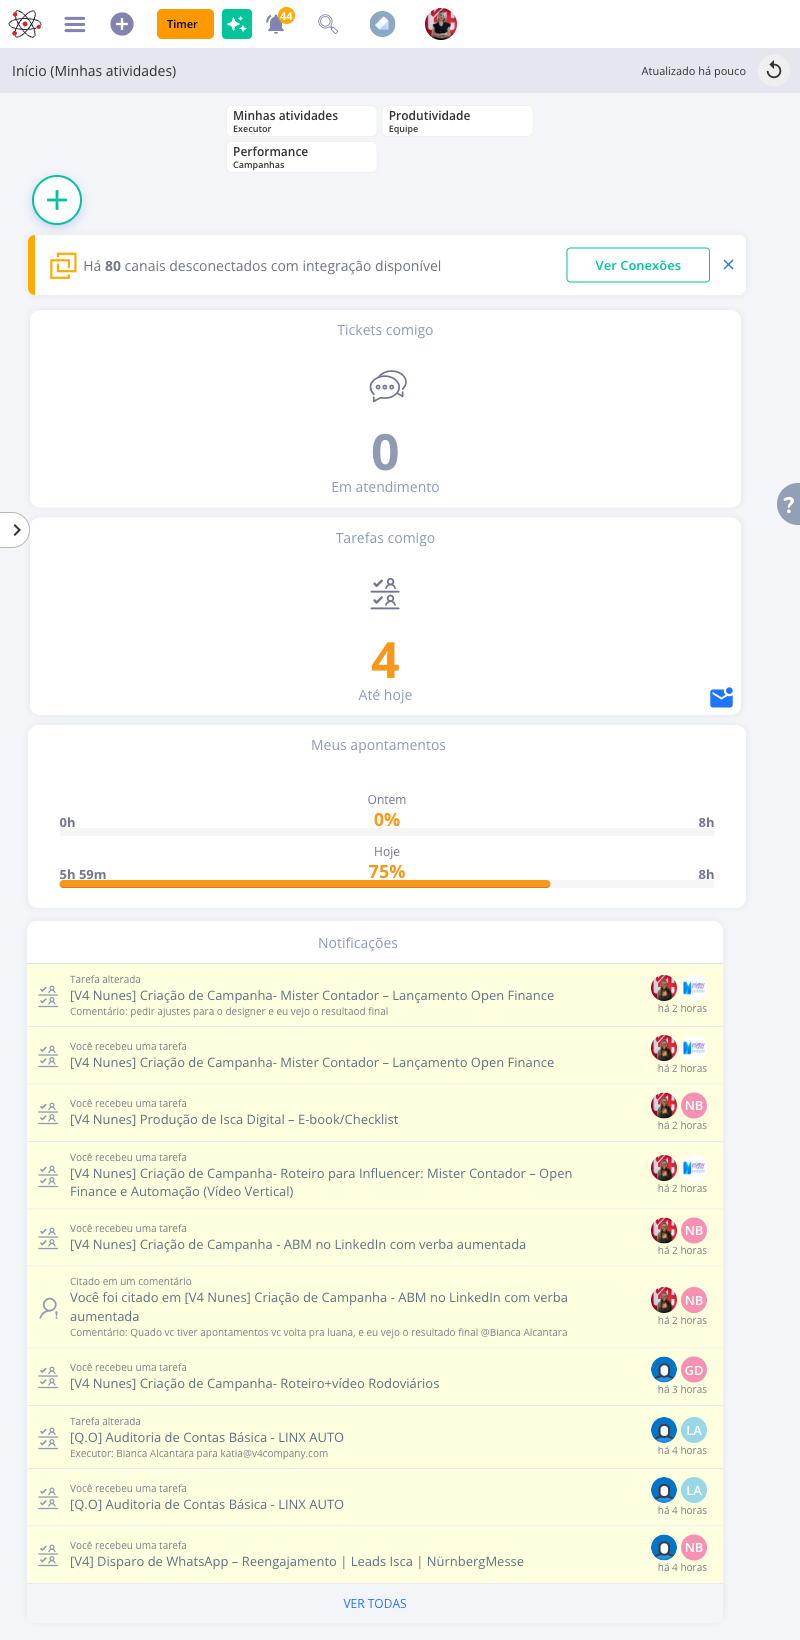 Timer
44
Início (Minhas atividades)
Atualizado há pouco
Minhas atividades
Executor
Produtividade
Equipe
Performance
Campanhas
Há 80 canais desconectados com integração disponível
Ver Conexões
Tickets comigo
0
Em atendimento
?
Tarefas comigo
4
Até hoje
Meus apontamentos
Ontem
0h
0%
8h
Hoje
5h 59m
75%
8h
Notificações
Tarefa alterada
[V4 Nunes] Criação de Campanha- Mister Contador – Lançamento Open Finance
Comentário: pedir ajustes para o designer e eu vejo o resultaod final
há 2 horas
Você recebeu uma tarefa
[V4 Nunes] Criação de Campanha- Mister Contador – Lançamento Open Finance
há 2 horas
Você recebeu uma tarefa
[V4 Nunes] Produção de Isca Digital – E-book/Checklist
NB
há 2 horas
Você recebeu uma tarefa
[V4 Nunes] Criação de Campanha- Roteiro para Influencer: Mister Contador – Open
Finance e Automação (Vídeo Vertical)
há 2 horas
Você recebeu uma tarefa
[V4 Nunes] Criação de Campanha - ABM no LinkedIn com verba aumentada
NB
há 2 horas
Citado em um comentário
Você foi citado em [V4 Nunes] Criação de Campanha - ABM no LinkedIn com verba
aumentada
Comentário: Quado vc tiver apontamentos vc volta pra luana, e eu vejo o resultado final @Bianca Alcantara
NB
há 2 horas
Você recebeu uma tarefa
[V4 Nunes] Criação de Campanha- Roteiro+vídeo Rodoviários
GD
há 3 horas
Tarefa alterada
[Q.O] Auditoria de Contas Básica - LINX AUTO
Executor: Bianca Alcantara para katia@v4company.com
LA
há 4 horas
Você recebeu uma tarefa
[Q.O] Auditoria de Contas Básica - LINX AUTO
LA
há 4 horas
Você recebeu uma tarefa
[V4] Disparo de WhatsApp – Reengajamento | Leads Isca | NürnbergMesse
NB
há 4 horas
VER TODAS